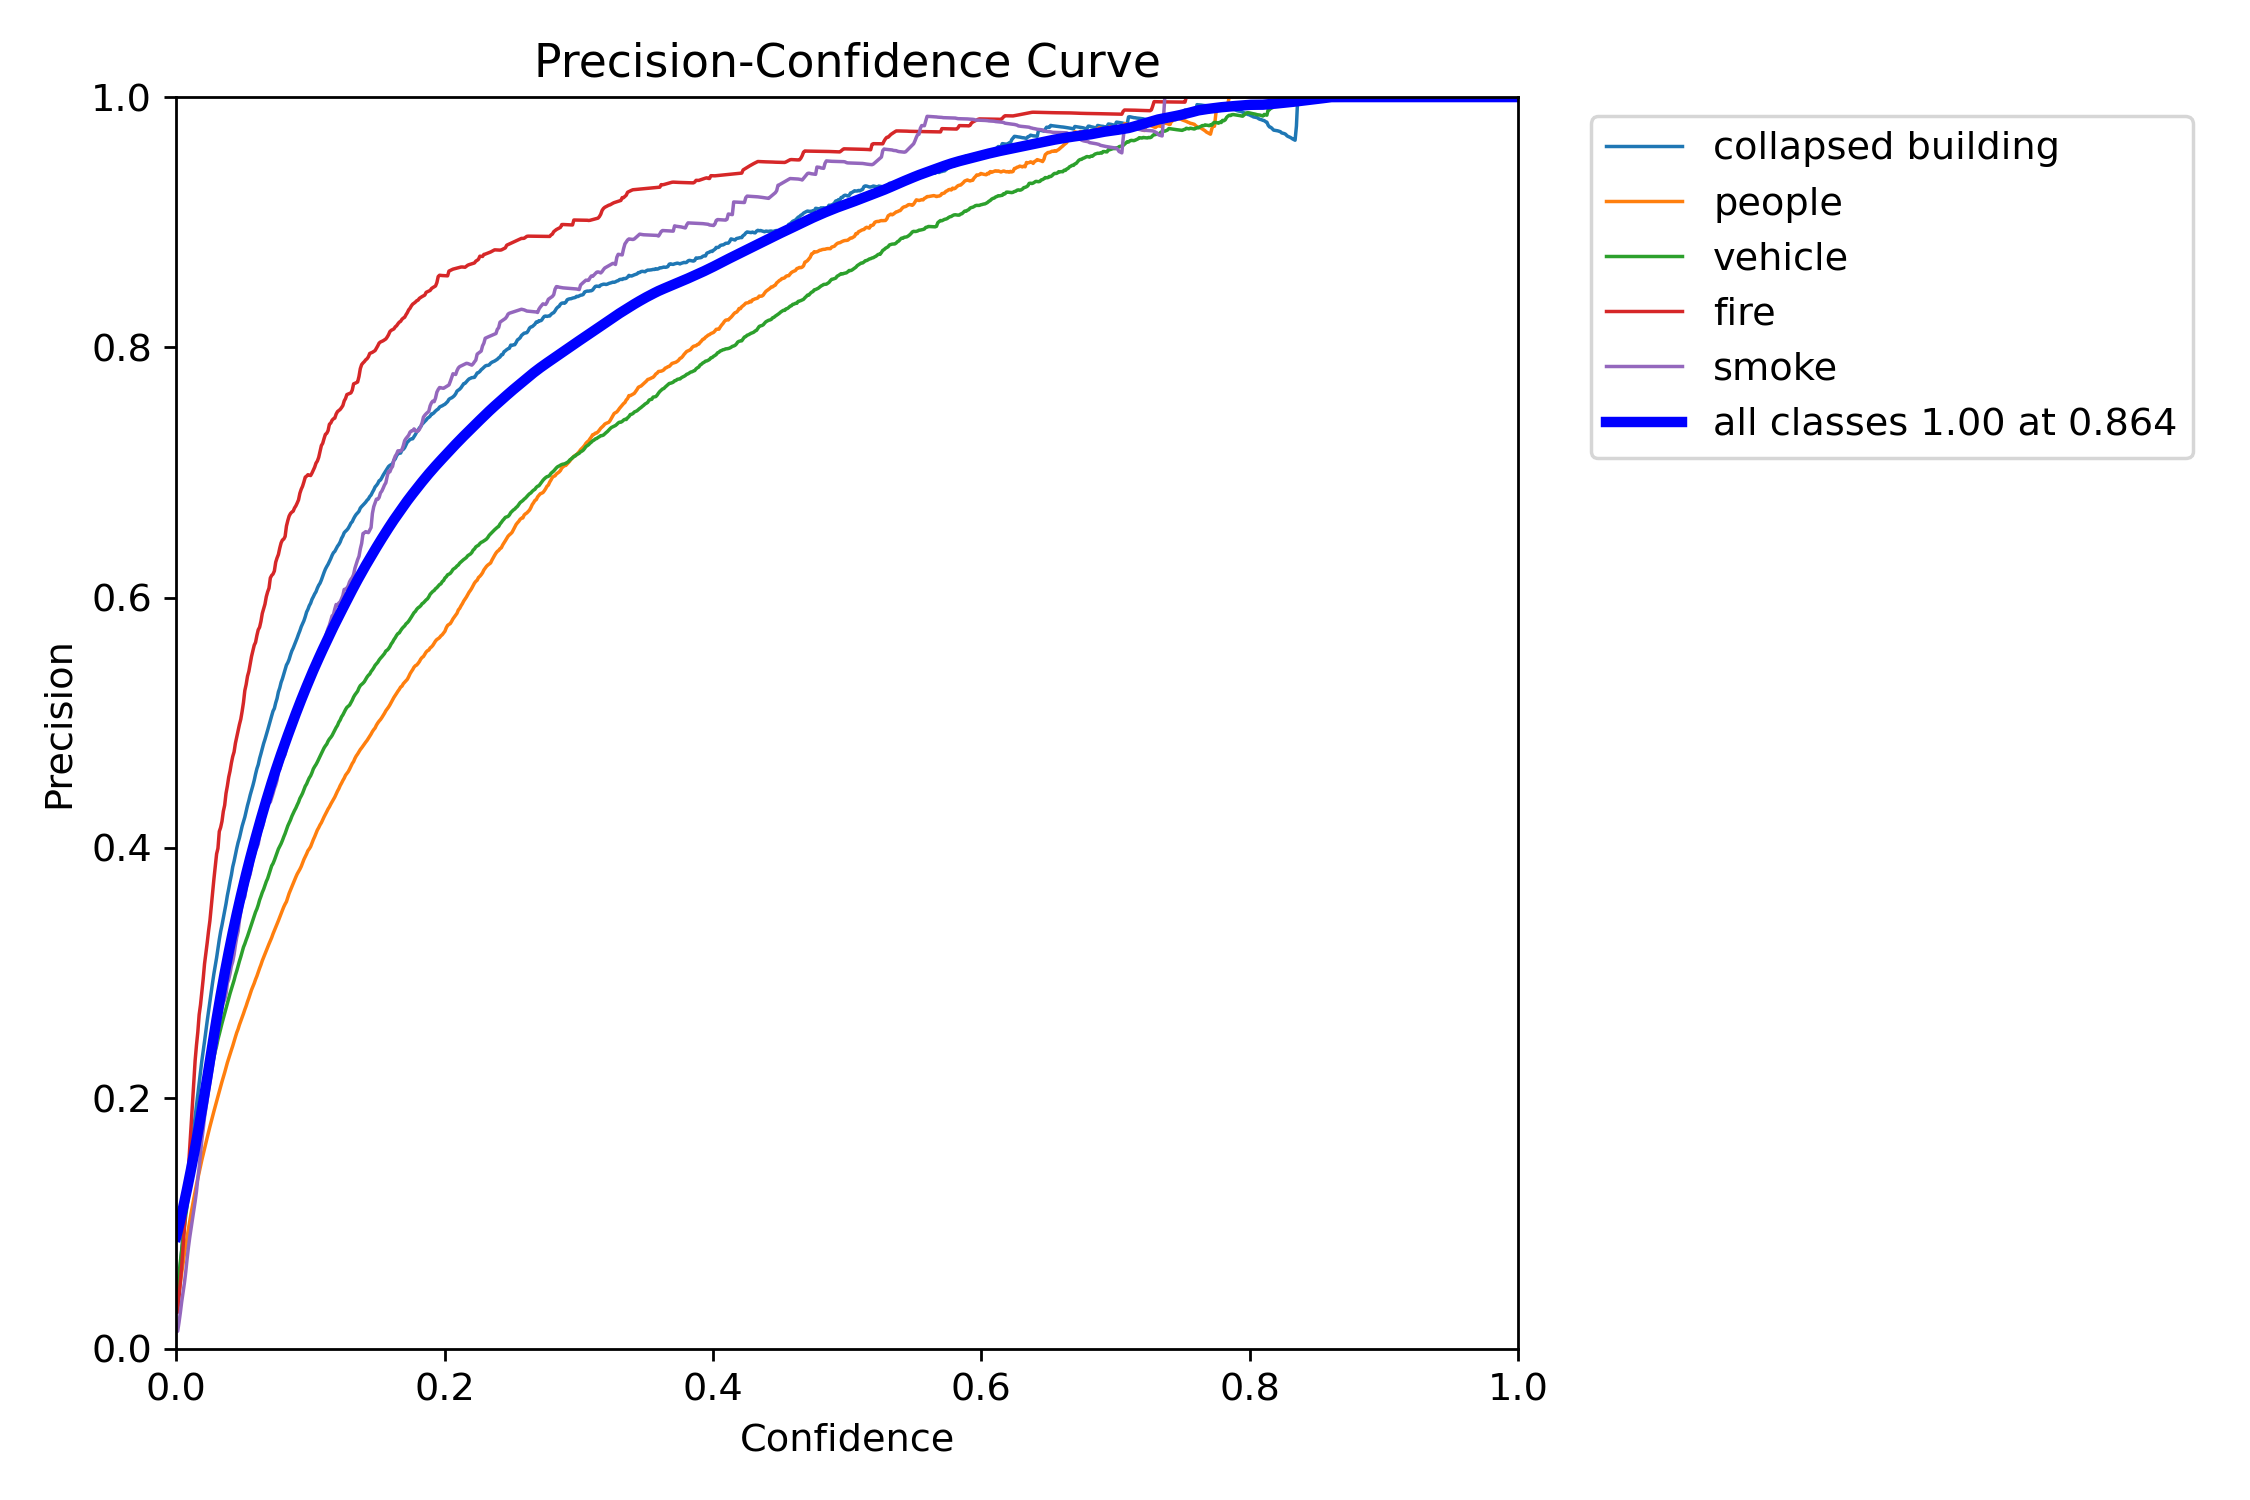 Precision-Confidence Curve
1.0
0.8
0.6
0.4
0.2
0.0
Precision
0.0 0.2 0.4 0.6 0.8 1.0
Confidence
collapsed building
people
vehicle
fire
smoke
all classes 1.00 at 0.864